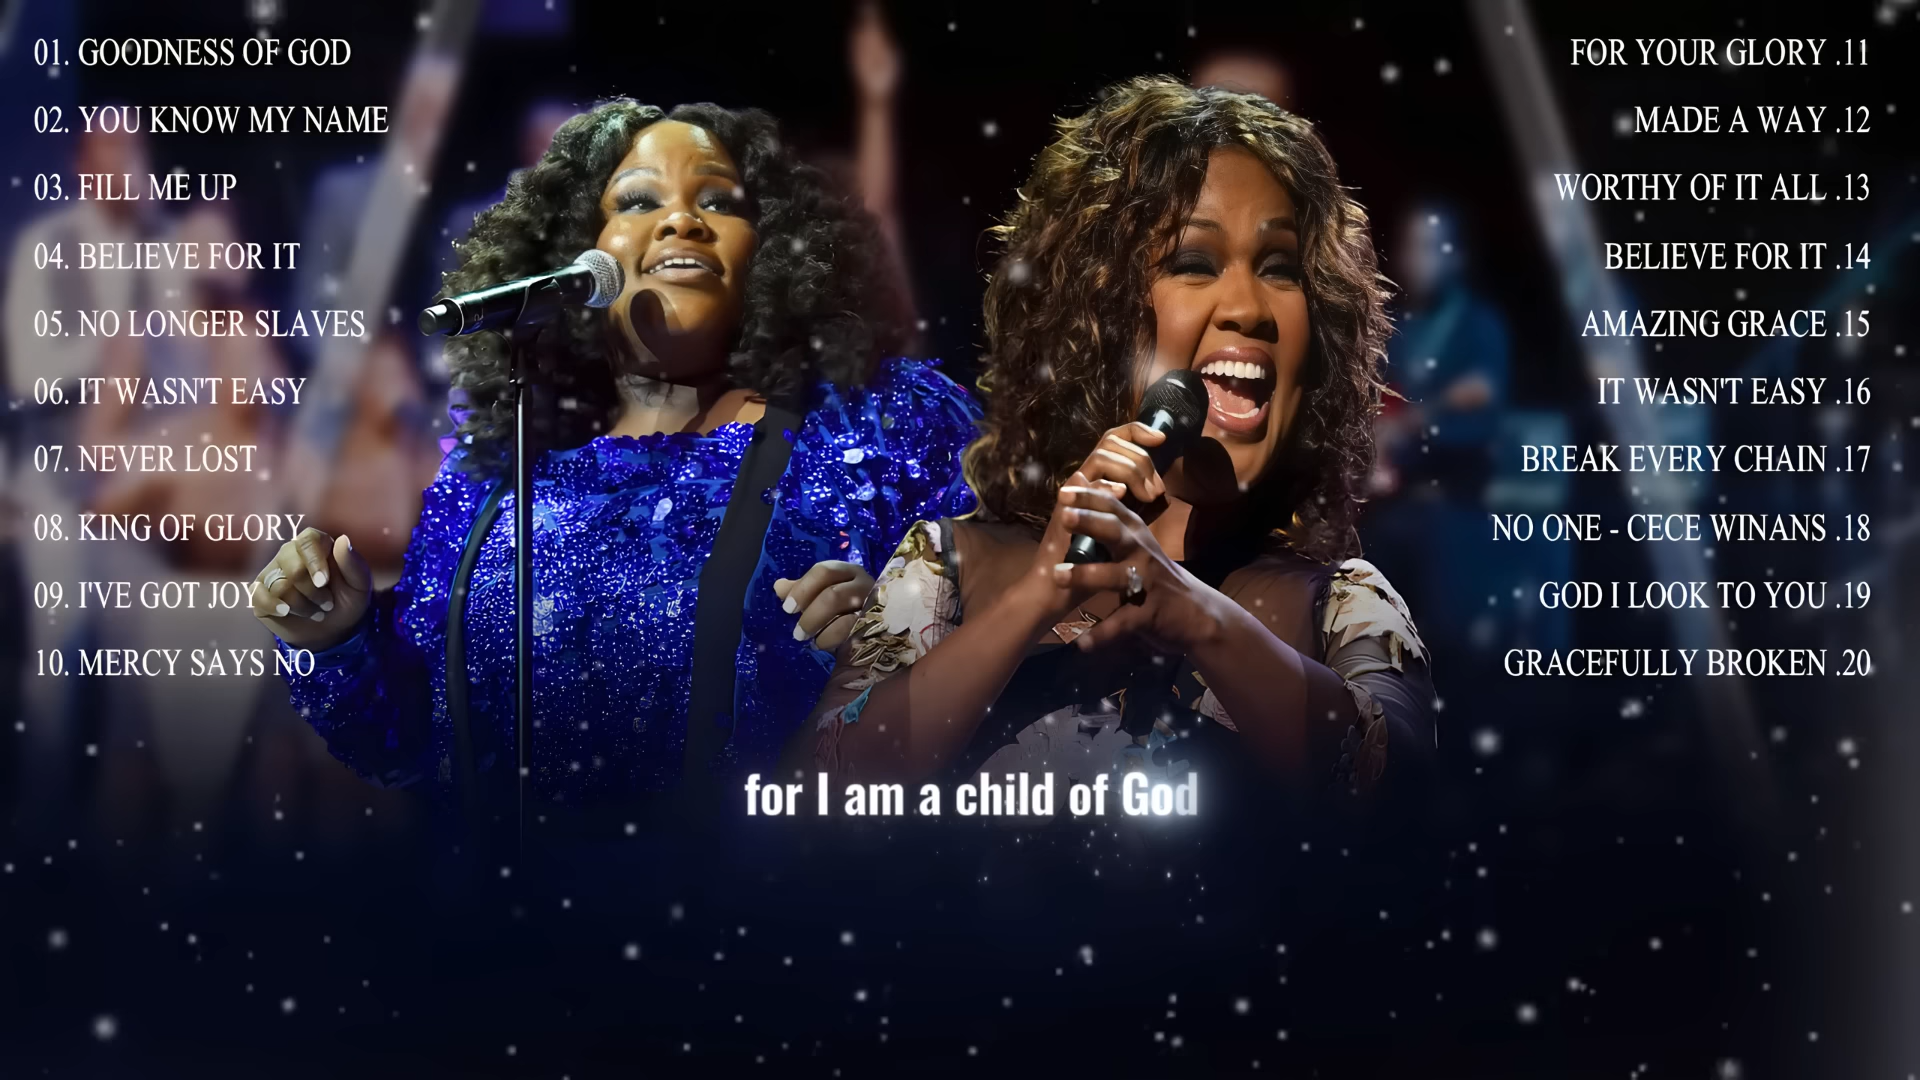 01. GOODNESS OF GOD
02. YOU KNOW MY NAME
03. FILL ME UP
04. BELIEVE FOR IT
05. NO LONGER SLAVES
06. IT WASN'T EASY
07. NEVER LOST
08. KING OF GLORY
09. I'VE GOT JOY
10. MERCY SAYS NO
FOR YOUR GLORY .11
MADE A WAY .12
WORTHY OF IT ALL .13
BELIEVE FOR IT .14
AMAZING GRACE .15
IT WASN'T EASY .16
BREAK EVERY CHAIN .17
NO ONE - CECE WINANS .18
GOD I LOOK TO YOU .19
GRACEFULLY BROKEN .20
for I am a child of God